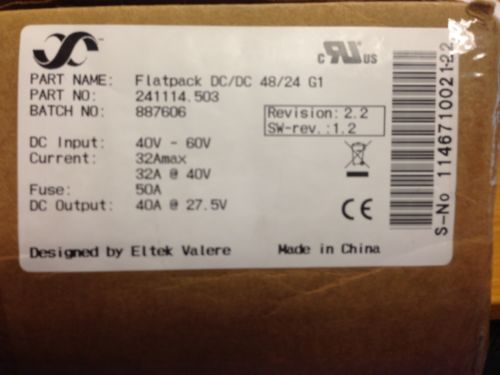 c RU US
PART NAME: Flatpack DC/DC 48/24 G1
PART NO: 241114.503
BATCH NO: 887606
Revision: 2.2
SW-rev.:1.2
DC Input: 40V - 60V
Current: 32Amax
32A @ 40V
Fuse: 50A
DC Output: 40A @ 27.5V
CE
Designed by Eltek Valere Made in China
S-No 114671002122